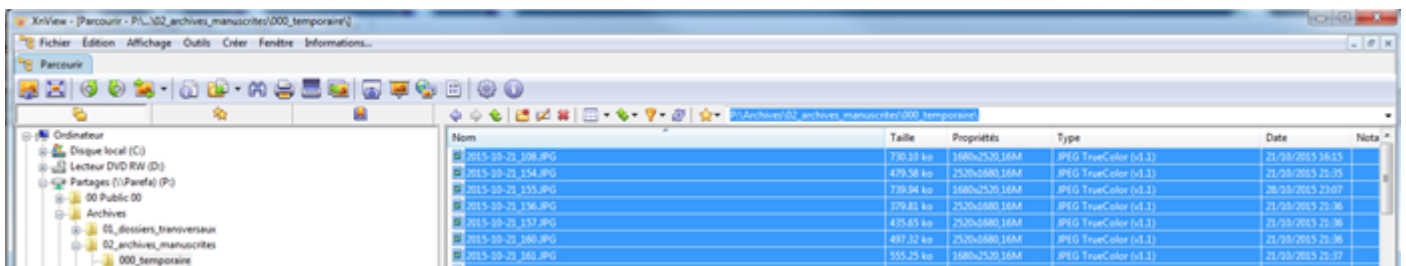 XnView - [Parcourir - P:\...\02_archives_manuscrites\000_temporaire\]
Fichier Édition Affichage Outils Créer Fenêtre Informations...
Parcourir
P:\Archives\02_archives_manuscrites\000_temporaire\
Ordinateur
Disque local (C:)
Lecteur DVD RW (D:)
Partages (\\Parefa) (P:)
00 Public 00
Archives
01_dossiers_transversaux
02_archives_manuscrites
000_temporaire
Nom Taille Propriétés Type Date Nota
2015-10-21_108.JPG 730.10 ko 1680x2520,16M JPEG TrueColor (v1.1) 21/10/2015 16:15
2015-10-21_154.JPG 479.58 ko 2520x1680,16M JPEG TrueColor (v1.1) 21/10/2015 21:35
2015-10-21_155.JPG 739.94 ko 1680x2520,16M JPEG TrueColor (v1.1) 28/10/2015 23:07
2015-10-21_156.JPG 379.81 ko 2520x1680,16M JPEG TrueColor (v1.1) 21/10/2015 21:36
2015-10-21_157.JPG 435.65 ko 2520x1680,16M JPEG TrueColor (v1.1) 21/10/2015 21:36
2015-10-21_160.JPG 497.32 ko 2520x1680,16M JPEG TrueColor (v1.1) 21/10/2015 21:36
2015-10-21_161.JPG 555.25 ko 1680x2520,16M JPEG TrueColor (v1.1) 21/10/2015 21:37